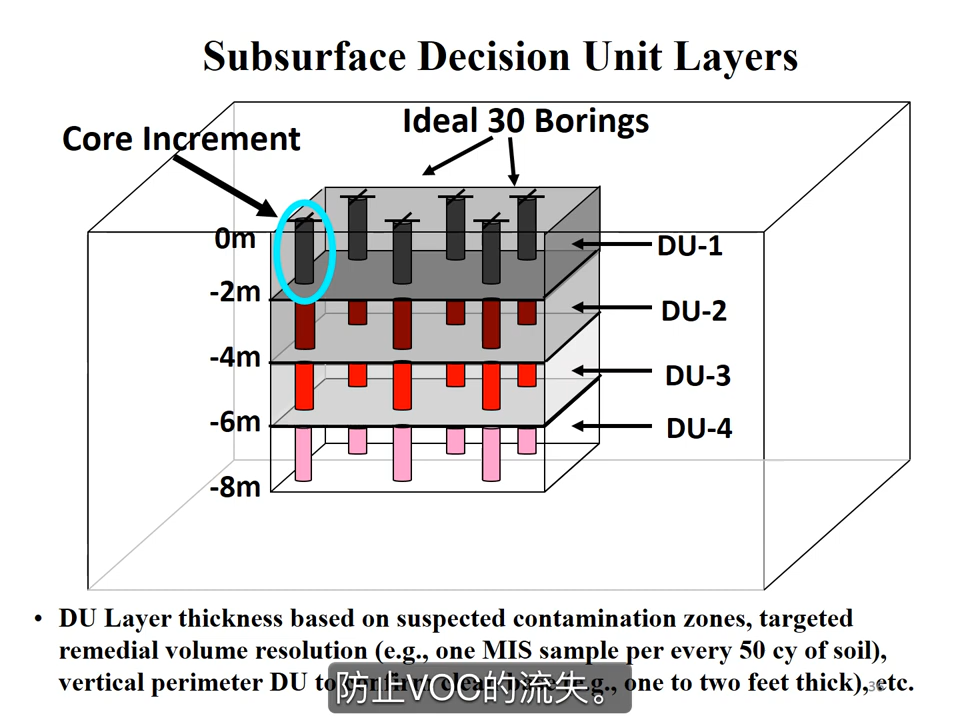 Subsurface Decision Unit Layers
Ideal 30 Borings
Core Increment
0m
DU-1
-2m
DU-2
-4m
DU-3
-6m
DU-4
-8m
• DU Layer thickness based on suspected contamination zones, targeted
remedial volume resolution (e.g., one MIS sample per every 50 cy of soil),
vertical perimeter DU to one to two feet thick), etc.
防止VOC的流失。